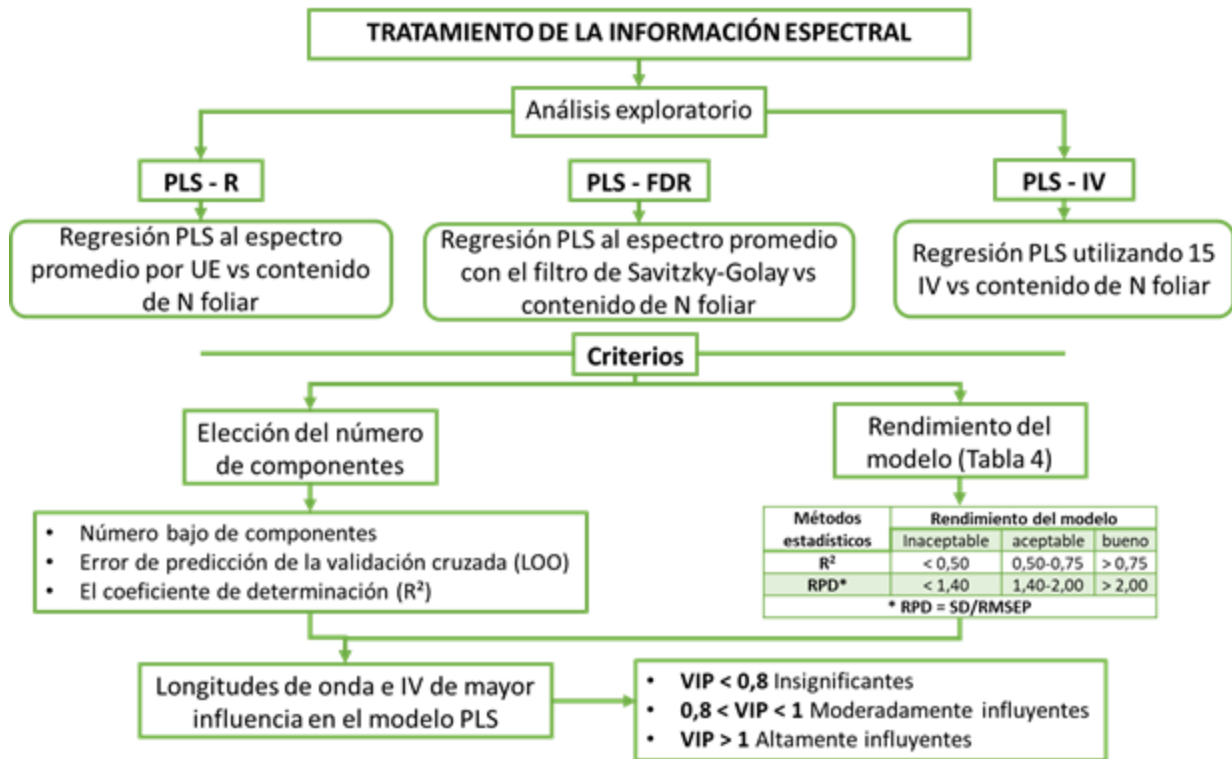 TRATAMIENTO DE LA INFORMACIÓN ESPECTRAL
Análisis exploratorio
PLS - R
PLS - FDR
PLS - IV
Regresión PLS al espectro
promedio por UE vs contenido
de N foliar
Regresión PLS al espectro promedio
con el filtro de Savitzky-Golay vs
contenido de N foliar
Regresión PLS utilizando 15
IV vs contenido de N foliar
Criterios
Elección del número
de componentes
Rendimiento del
modelo (Tabla 4)
• Número bajo de componentes
• Error de predicción de la validación cruzada (LOO)
• El coeficiente de determinación (R²)
Métodos
estadísticos
Rendimiento del modelo
Inaceptable aceptable bueno
R² < 0,50 0,50-0,75 > 0,75
RPD* < 1,40 1,40-2,00 > 2,00
* RPD = SD/RMSEP
Longitudes de onda e IV de mayor
influencia en el modelo PLS
• VIP < 0,8 Insignificantes
• 0,8 < VIP < 1 Moderadamente influyentes
• VIP > 1 Altamente influyentes